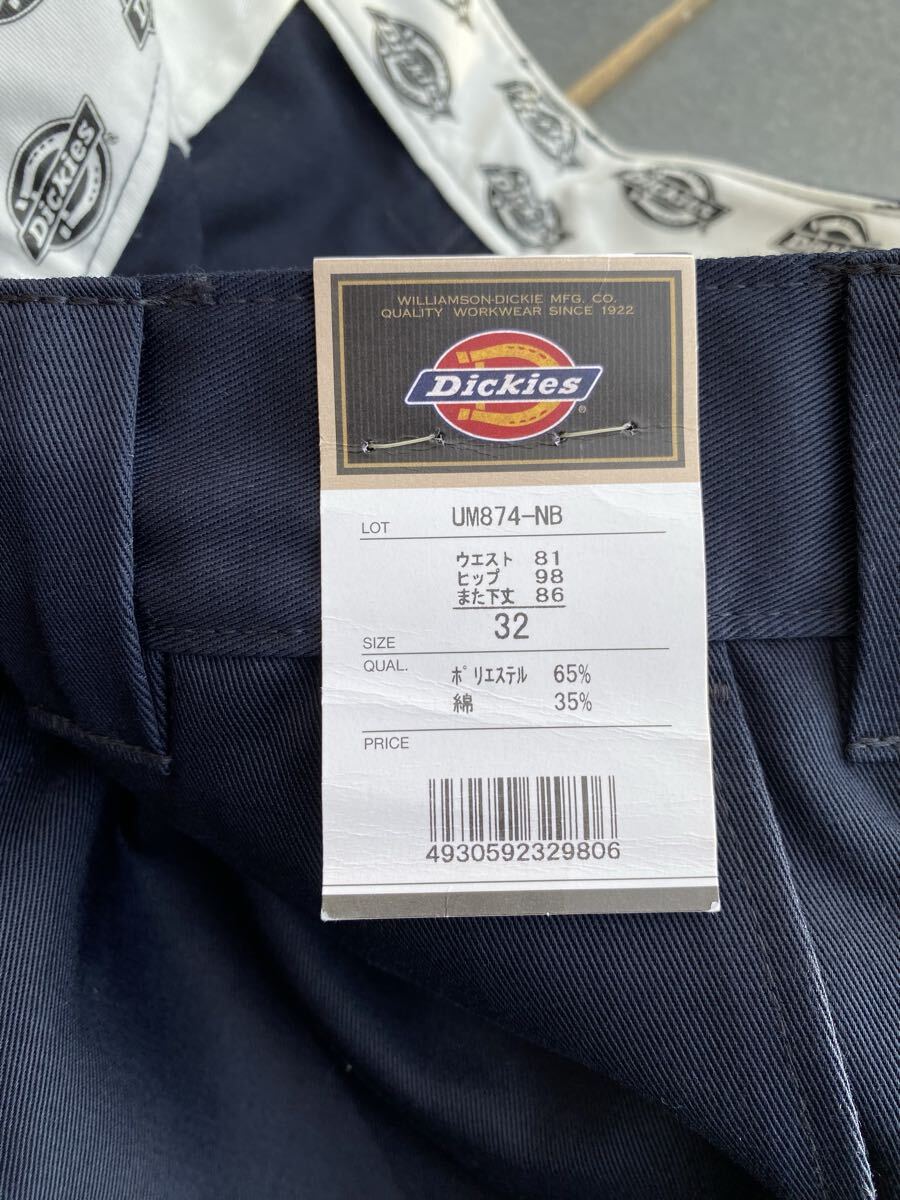 Dickies
WILLIAMSON-DICKIE MFG. CO.
QUALITY WORKWEAR SINCE 1922
Dickies
®
LOT UM874-NB
ウエスト 81
ヒップ 98
また下丈 86
SIZE 32
QUAL. ポリエステル 65%
綿 35%
PRICE
4930592329806